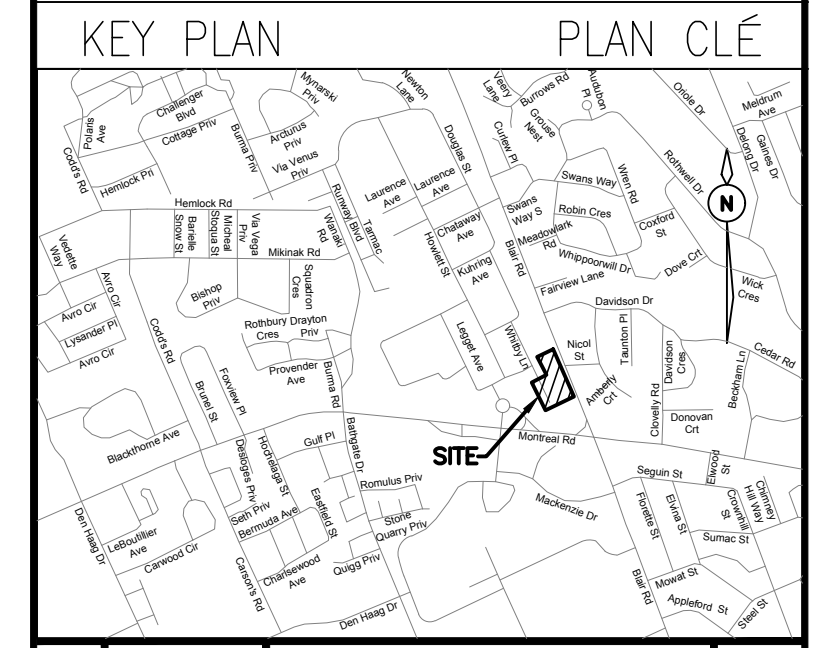 KEY PLAN
PLAN CLÉ
Mynarski
Priv
Newton
Lane
Veery
Lane
Burrows Rd
Audubon
Pl
Oriole Dr
Meldrum
Ave
Challenger
Blvd
Polaris
Ave
Cottage Priv
Burma Priv
Arcturus
Priv
Via Venus
Priv
Douglas St
Curlew Pl
Grouse
Nest
Delong Dr
Gaines Dr
Rothwell Dr
Codd's Rd
Hemlock Pri
Laurence
Ave
Laurence
Ave
Swans Way
Wren Rd
N
Hemlock Rd
Barielle
Snow St
Micheal
Stoqua St
Via Vega
Priv
Wanaki
Rd
Runway Blvd
Tarmac
Swans
Way S
Robin Cres
Coxford
St
Chataway
Ave
Meadowlark
Rd
Vedette
Way
Mikinak Rd
Howlett St
Blair Rd
Whippoorwill Dr
Dove Crt
Kuhring
Ave
Fairview Lane
Wick
Cres
Avro Cir
Avro Cir
Bishop
Priv
Squadron
Cres
Davidson Dr
Lysander Pl
Avro Cir
Codd's Rd
Rothbury
Cres
Drayton
Priv
Legget Ave
Whitby Ln
Nicol
St
Taunton Pl
Davidson
Cres
Cedar Rd
Provender
Ave
Burma Rd
Brunel St
Foxview Pl
Amberly
Crt
Clovelly Rd
Beckham Ln
Donovan
Crt
Blackthorne Ave
Gulf Pl
Bathgate Dr
Montreal Rd
SITE
Desjoges Priv
Hochelaga St
Romulus Priv
Seguin St
Elwood
St
Seth Priv
Bermuda Ave
Eastfield St
Stone
Quarry Priv
Mackenzie Dr
Florette St
Elvina St
Crownhill
St
Chimney
Hill Way
Den Haag Dr
LeBoutillier
Ave
Carwood Cir
Sumac St
Carson's Rd
Charlsewood
Ave
Quigg Priv
Blair Rd
Mowat St
Appleford St
Steel St
Den Haag Dr